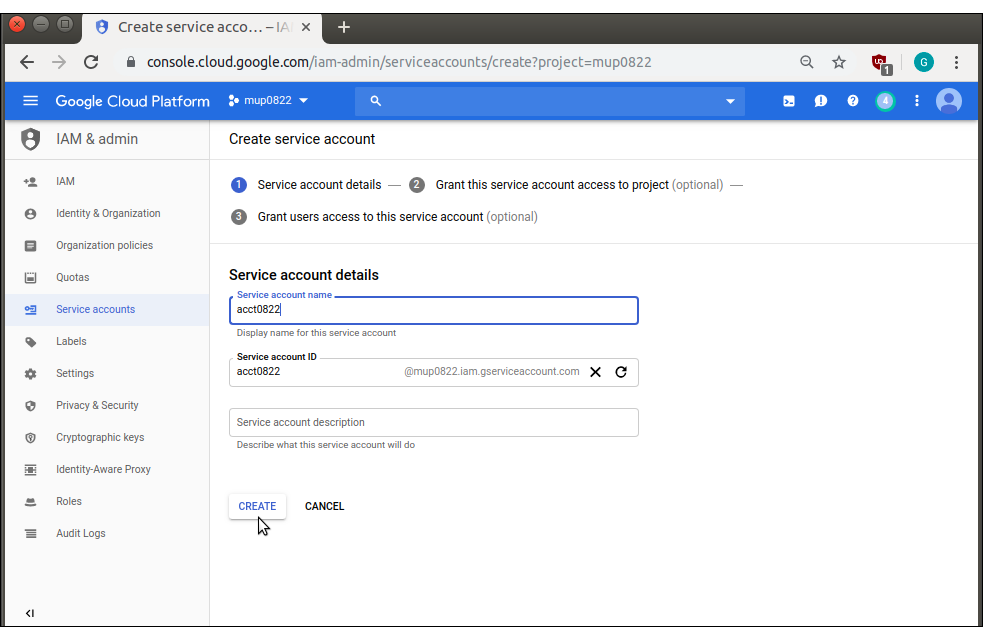 Create service acco… – IA
console.cloud.google.com/iam-admin/serviceaccounts/create?project=mup0822
1
G
Google Cloud Platform
mup0822
4
IAM & admin
Create service account
1 Service account details — 2 Grant this service account access to project (optional) —
3 Grant users access to this service account (optional)
IAM
Identity & Organization
Organization policies
Quotas
Service accounts
Labels
Settings
Privacy & Security
Cryptographic keys
Identity-Aware Proxy
Roles
Audit Logs
Service account details
Service account name
acct0822
Display name for this service account
Service account ID
acct0822 @mup0822.iam.gserviceaccount.com
Service account description
Describe what this service account will do
CREATE CANCEL